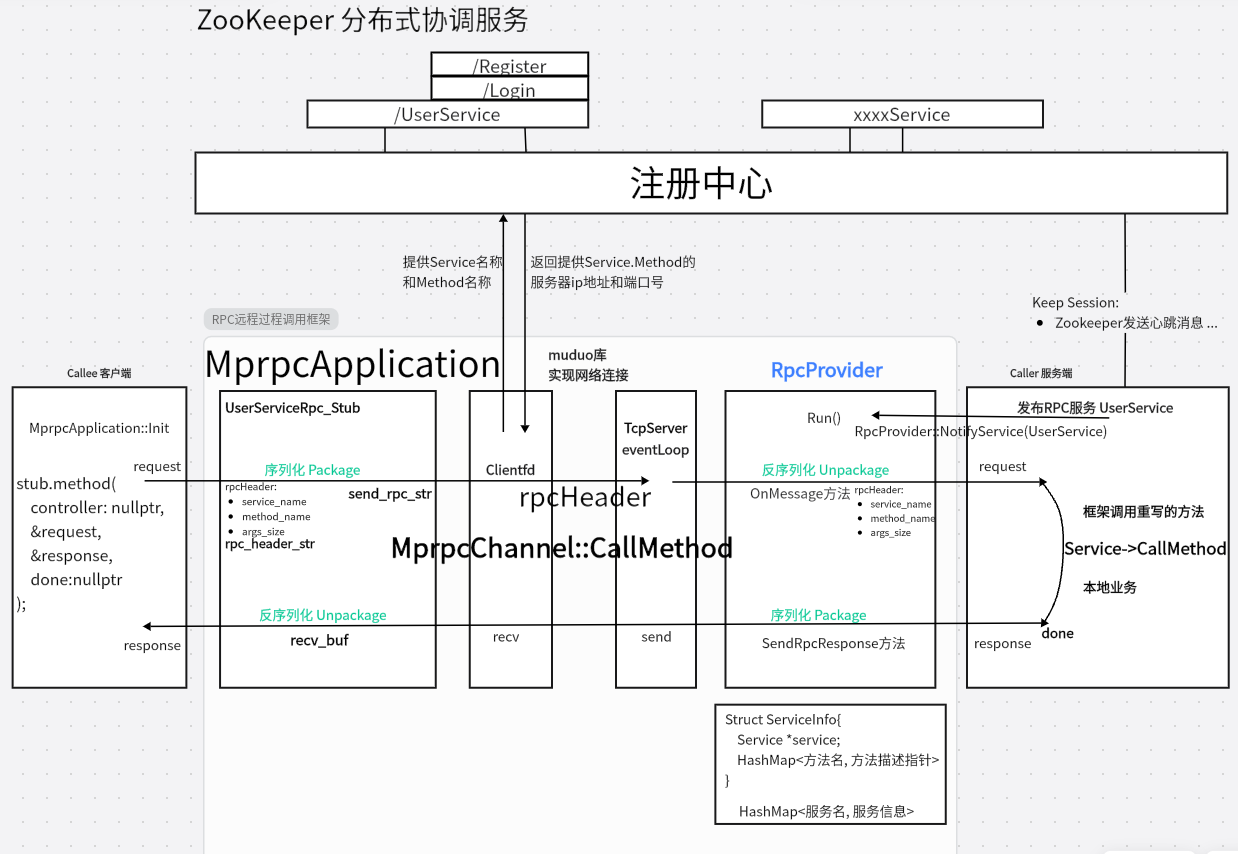 ZooKeeper 分布式协调服务
/Register
/Login
/UserService
xxxxService
注册中心
提供Service名称
和Method名称
返回提供Service.Method的
服务器ip地址和端口号
Keep Session:
Zookeeper发送心跳消息 ...
RPC远程过程调用框架
MprpcApplication
muduo库
实现网络连接
RpcProvider
Callee 客户端
Caller 服务端
MprpcApplication::Init
request
stub.method(
controller: nullptr,
&request,
&response,
done:nullptr
);
response
UserServiceRpc_Stub
序列化 Package
rpcHeader:
service_name
method_name
args_size
rpc_header_str
send_rpc_str
反序列化 Unpackage
recv_buf
Clientfd
rpcHeader
MprpcChannel::CallMethod
recv
TcpServer
eventLoop
send
Run()
RpcProvider::NotifyService(UserService)
反序列化 Unpackage
OnMessage方法
rpcHeader:
service_name
method_name
args_size
序列化 Package
SendRpcResponse方法
发布RPC服务 UserService
request
框架调用重写的方法
Service->CallMethod
本地业务
done
response
Struct ServiceInfo{
Service *service;
HashMap<方法名, 方法描述指针>
}
HashMap<服务名, 服务信息>